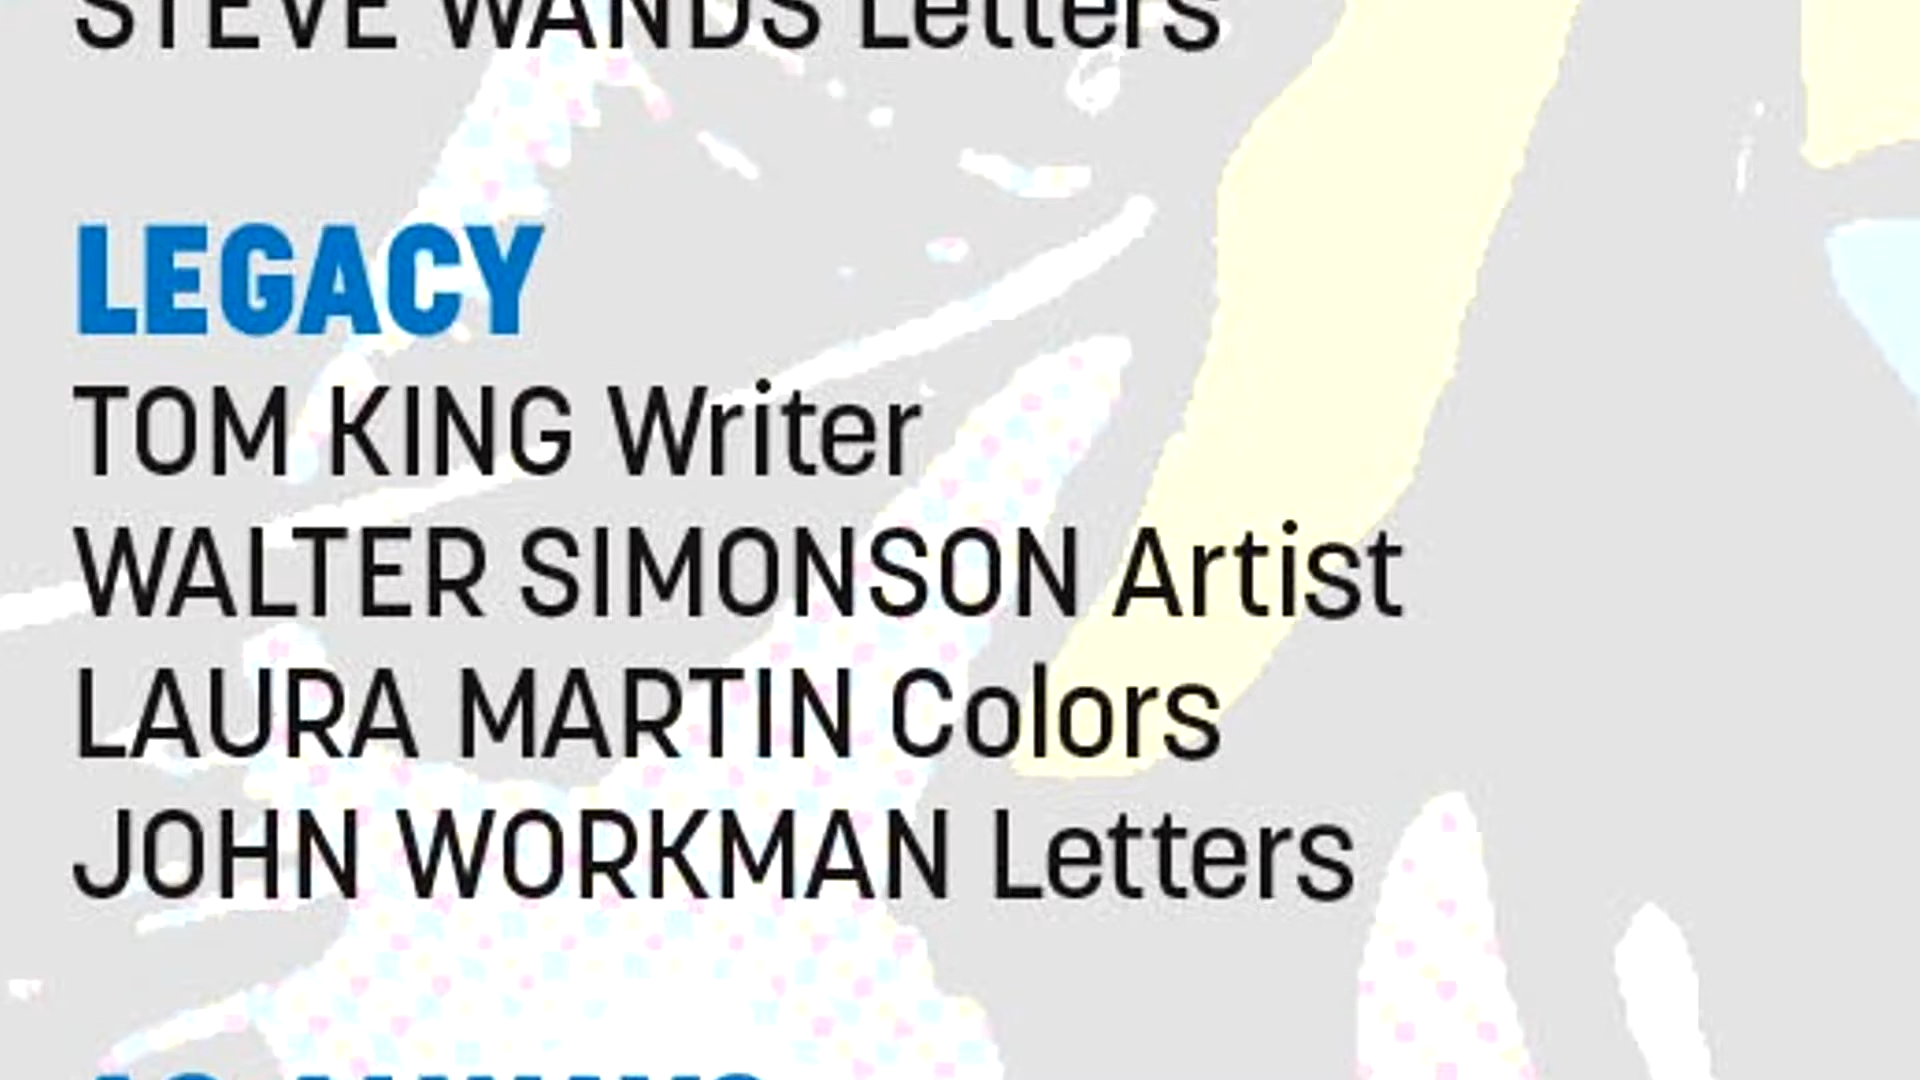 STEVE WANDS Letters
LEGACY
TOM KING Writer
WALTER SIMONSON Artist
LAURA MARTIN Colors
JOHN WORKMAN Letters